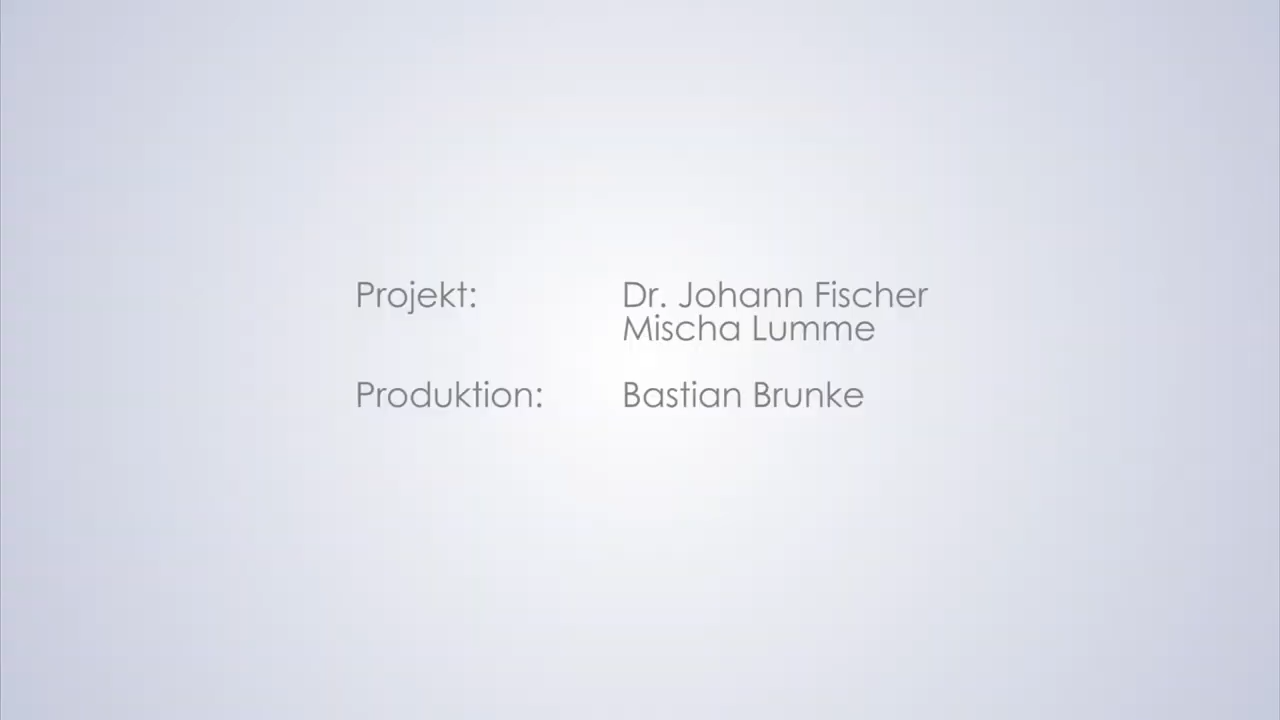 Projekt: Dr. Johann Fischer
Mischa Lumme
Produktion: Bastian Brunke